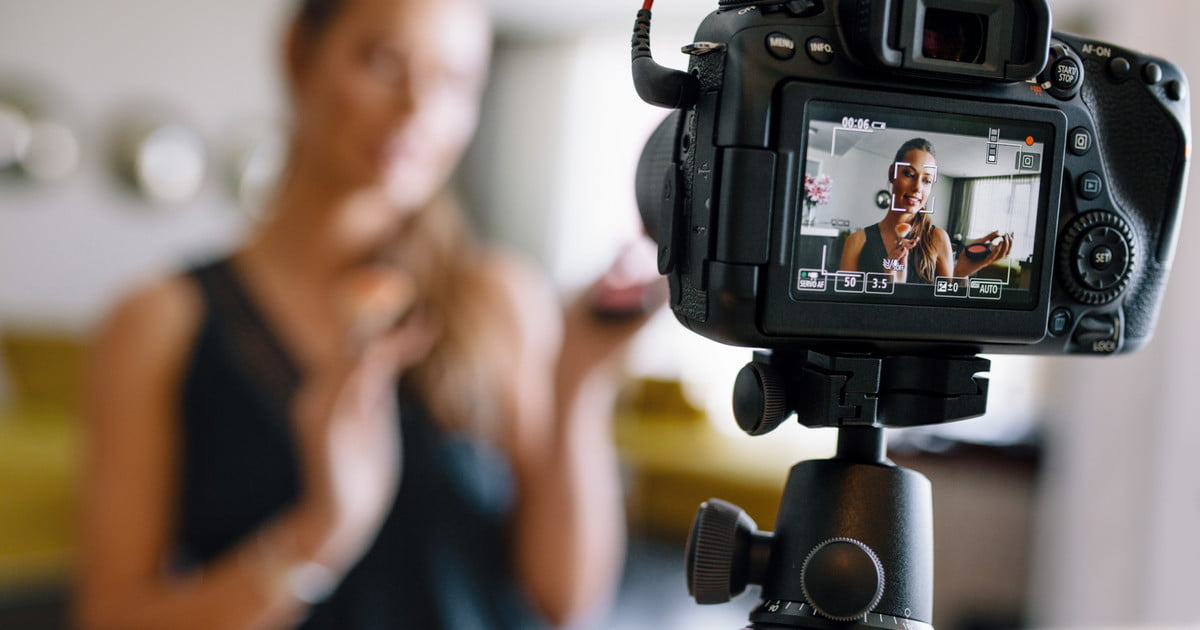 MENU INFO.
AF-ON
START
STOP
00:06
Q
Q
SERVO AF 50 3.5 ±0 AUTO
SET
LOCK